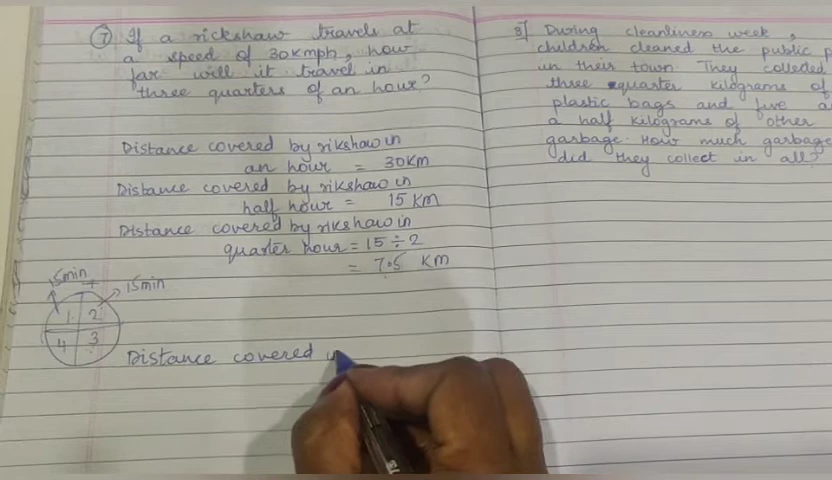 7 If a rickshaw travels at
a speed of 30kmph, how
far will it travel in
three quarters of an hour?
Distance covered by rikshaw in
an hour = 30KM
Distance covered by rikshaw in
half hour = 15 KM
Distance covered by rikshaw in
quarter hour = 15 ÷ 2
= 7.5 KM
15min
15min
1 2
4 3
Distance covered
8] During cleanliness week,
children cleaned the public p
in their town. They collected
three quarter kilograms of
plastic bags and five a
a half kilograms of other
garbage. How much garbage
did they collect in all?